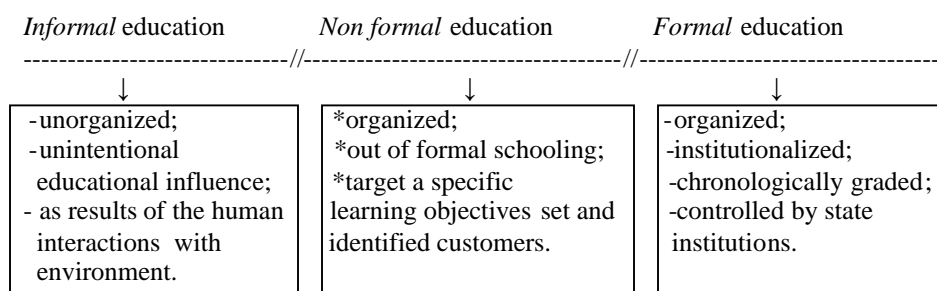 Informal education Non formal education Formal education
------------------------------//------------------------------------//-----------------------------------
↓ ↓ ↓
-unorganized;
-unintentional
educational influence;
- as results of the human
interactions with
environment.
*organized;
*out of formal schooling;
*target a specific
learning objectives set and
identified customers.
-organized;
-institutionalized;
-chronologically graded;
-controlled by state
institutions.